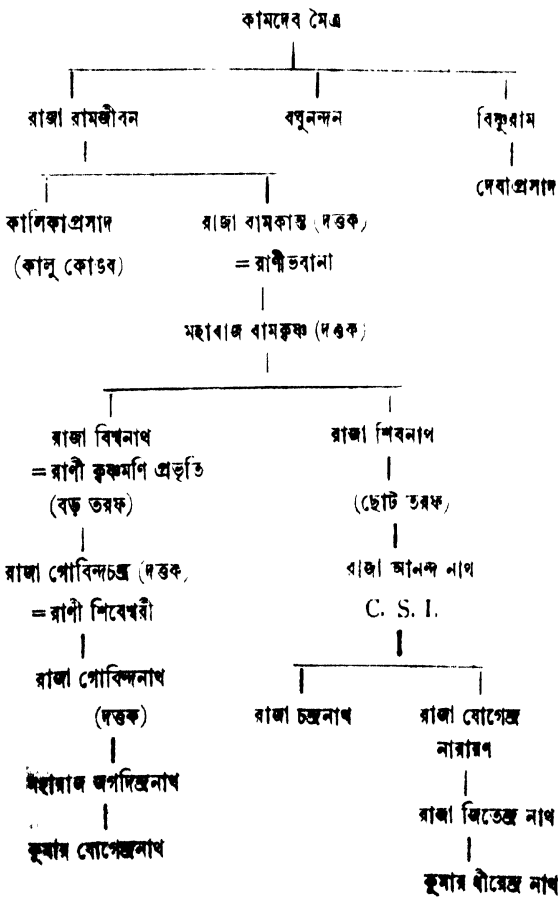 কামদেব মৈত্র
রাজা রামজীবন
রঘুনন্দন
বিষ্ণুরাম
দেবীপ্রসাদ
কালিকাপ্রসাদ
(কালু কোঙর)
রাজা রামকান্ত (দত্তক)
= রাণী ভবানী
মহারাজ রামকৃষ্ণ (দত্তক)
রাজা বিশ্বনাথ
= রাণী কৃষ্ণমণি প্রভৃতি
(বড় তরফ)
রাজা শিবনাথ
(ছোট তরফ)
রাজা গোবিন্দচন্দ্র (দত্তক)
= রাণী শিবেশ্বরী
রাজা আনন্দ নাথ
C. S. I.
রাজা গোবিন্দনাথ
(দত্তক)
রাজা চন্দ্রনাথ
রাজা যোগেন্দ্র
নারায়ণ
মহারাজ জগদিন্দ্রনাথ
রাজা জিতেন্দ্র নাথ
কুমার যোগেন্দ্রনাথ
কুমার ধীরেন্দ্র নাথ